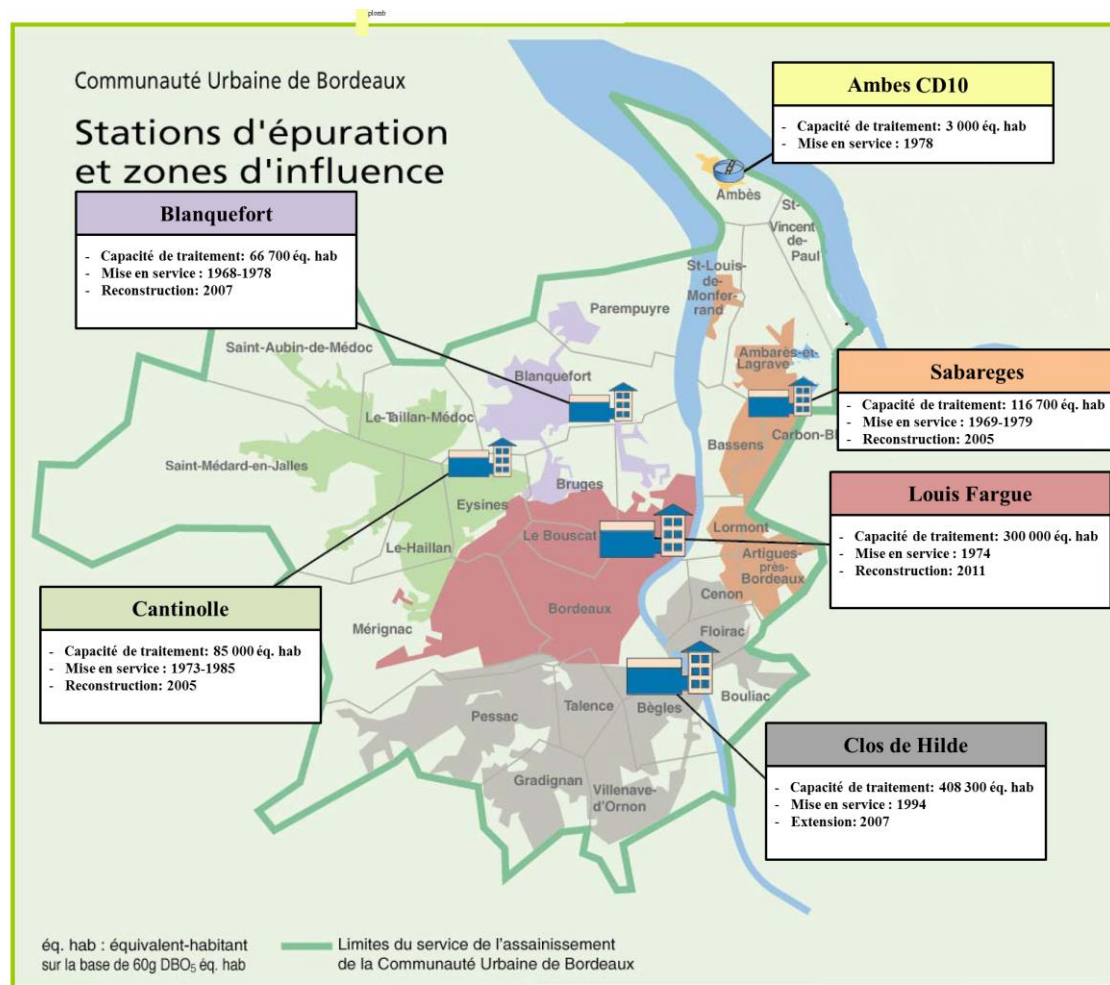 plomb
Communauté Urbaine de Bordeaux
Stations d'épuration
et zones d'influence
Ambes CD10
- Capacité de traitement: 3 000 éq. hab
- Mise en service : 1978
Blanquefort
- Capacité de traitement: 66 700 éq. hab
- Mise en service : 1968-1978
- Reconstruction: 2007
Ambès
St-
Vincent
de-
Paul
St-Louis-
de-
Monfer-
rand
Parempuyre
Saint-Aubin-de-Médoc
Blanquefort
Ambarès-et-
Lagrave
Le-Taillan-Médoc
Sabareges
- Capacité de traitement: 116 700 éq. hab
- Mise en service : 1969-1979
- Reconstruction: 2005
Bassens
Carbon-Bl
Saint-Médard-en-Jalles
Bruges
Eysines
Louis Fargue
- Capacité de traitement: 300 000 éq. hab
- Mise en service : 1974
- Reconstruction: 2011
Le Bouscat
Lormont
Le-Haillan
Artigues-
près-
Bordeaux
Cenon
Bordeaux
Mérignac
Floirac
Cantinolle
- Capacité de traitement: 85 000 éq. hab
- Mise en service : 1973-1985
- Reconstruction: 2005
Bouliac
Talence
Bègles
Pessac
Gradignan
Villenave-
d'Ornon
Clos de Hilde
- Capacité de traitement: 408 300 éq. hab
- Mise en service : 1994
- Extension: 2007
éq. hab : équivalent-habitant
sur la base de 60g DBO₅ éq. hab
Limites du service de l'assainissement
de la Communauté Urbaine de Bordeaux